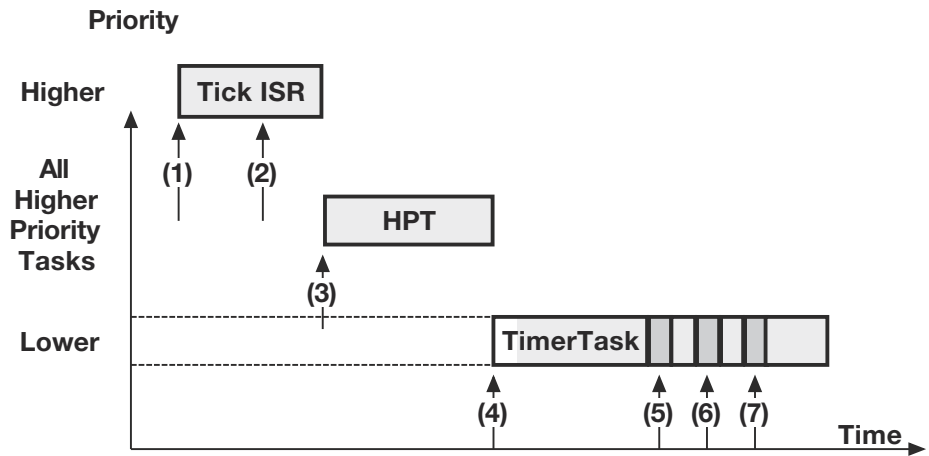 Priority
Higher
Tick ISR
All
Higher
Priority
Tasks
(1)
(2)
HPT
(3)
Lower
TimerTask
(4)
(5)
(6)
(7)
Time